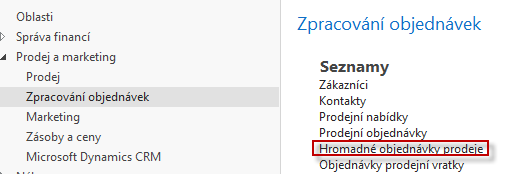 Oblasti
Správa financí
Prodej a marketing
Prodej
Zpracování objednávek
Marketing
Zásoby a ceny
Microsoft Dynamics CRM
Zpracování objednávek
Seznamy
Zákazníci
Kontakty
Prodejní nabídky
Prodejní objednávky
Hromadné objednávky prodeje
Objednávky prodejní vratky